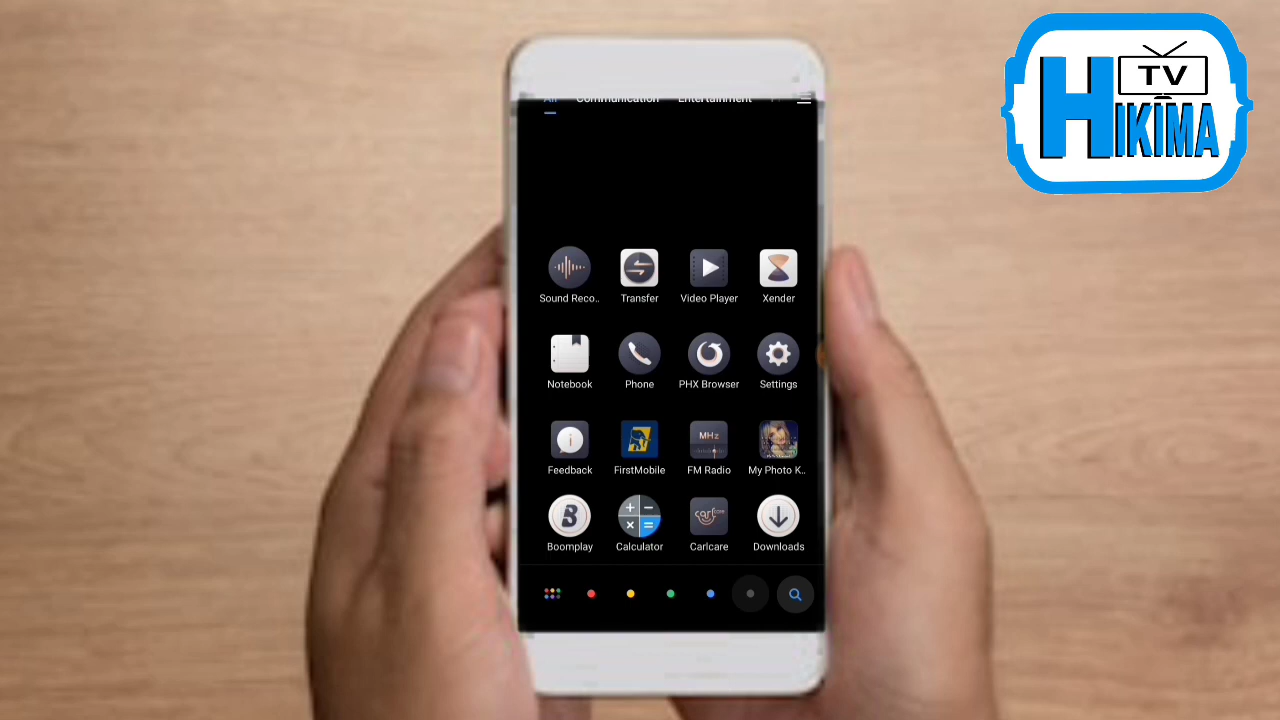 TV
HIKIMA
All Communication Entertainment
Sound Reco.. Transfer Video Player Xender
Notebook Phone PHX Browser Settings
i
MHz
Feedback FirstMobile FM Radio My Photo K..
carlcare
Boomplay Calculator Carlcare Downloads